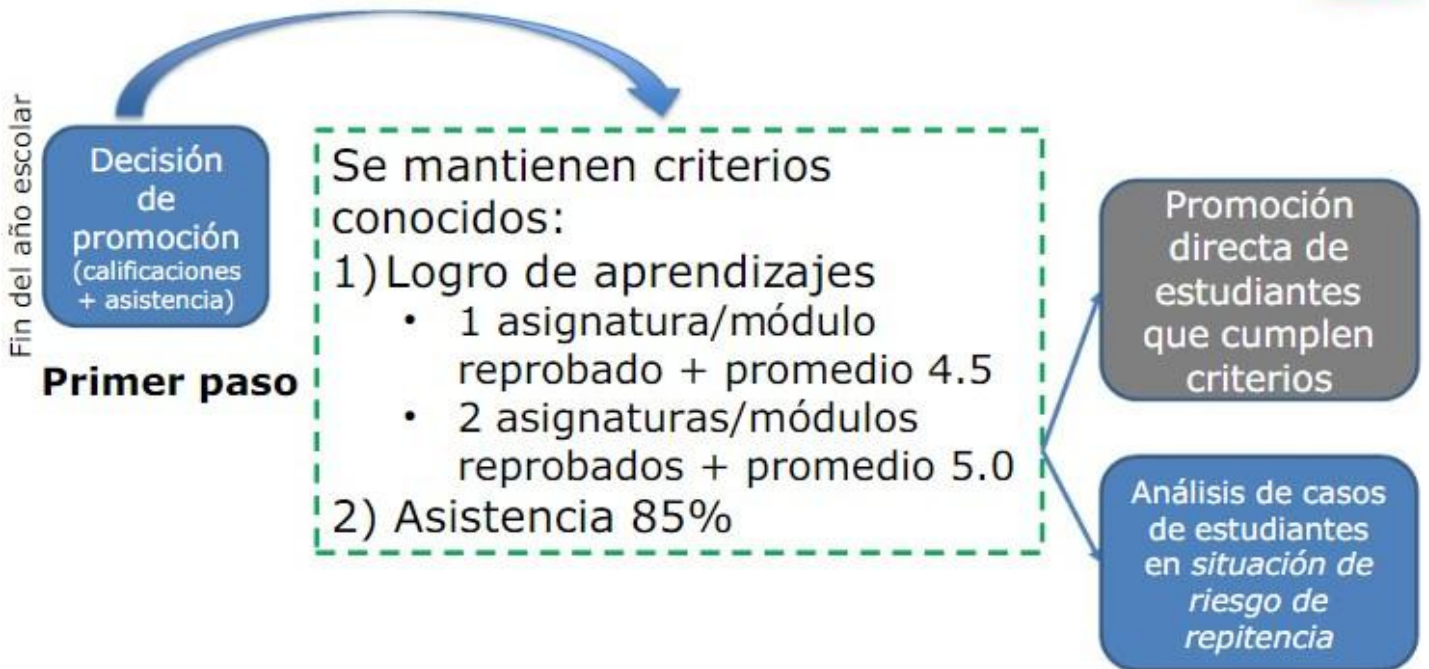 Fin del año escolar
Decisión
de
promoción
(calificaciones
+ asistencia)
Primer paso
Se mantienen criterios
conocidos:
1) Logro de aprendizajes
• 1 asignatura/módulo
reprobado + promedio 4.5
• 2 asignaturas/módulos
reprobados + promedio 5.0
2) Asistencia 85%
Promoción
directa de
estudiantes
que cumplen
criterios
Análisis de casos
de estudiantes
en situación de
riesgo de
repitencia